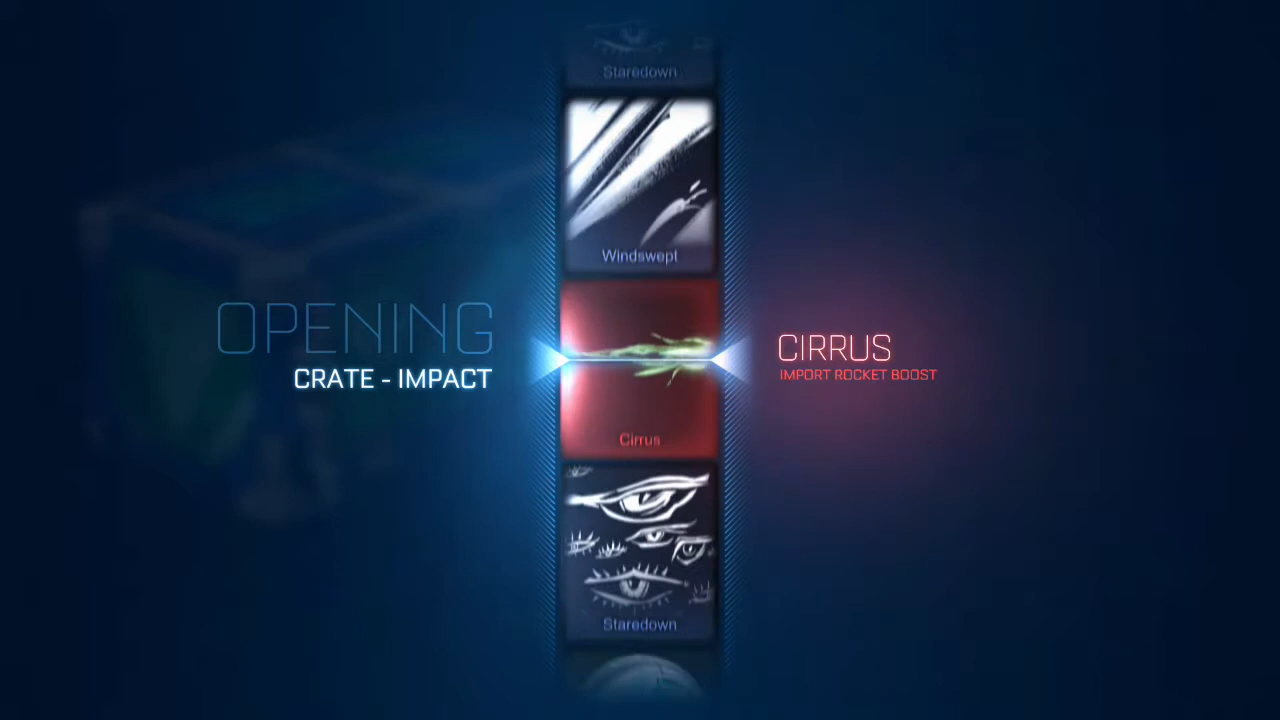 Staredown
Windswept
OPENING
CRATE - IMPACT
CIRRUS
IMPORT ROCKET BOOST
Cirrus
Staredown